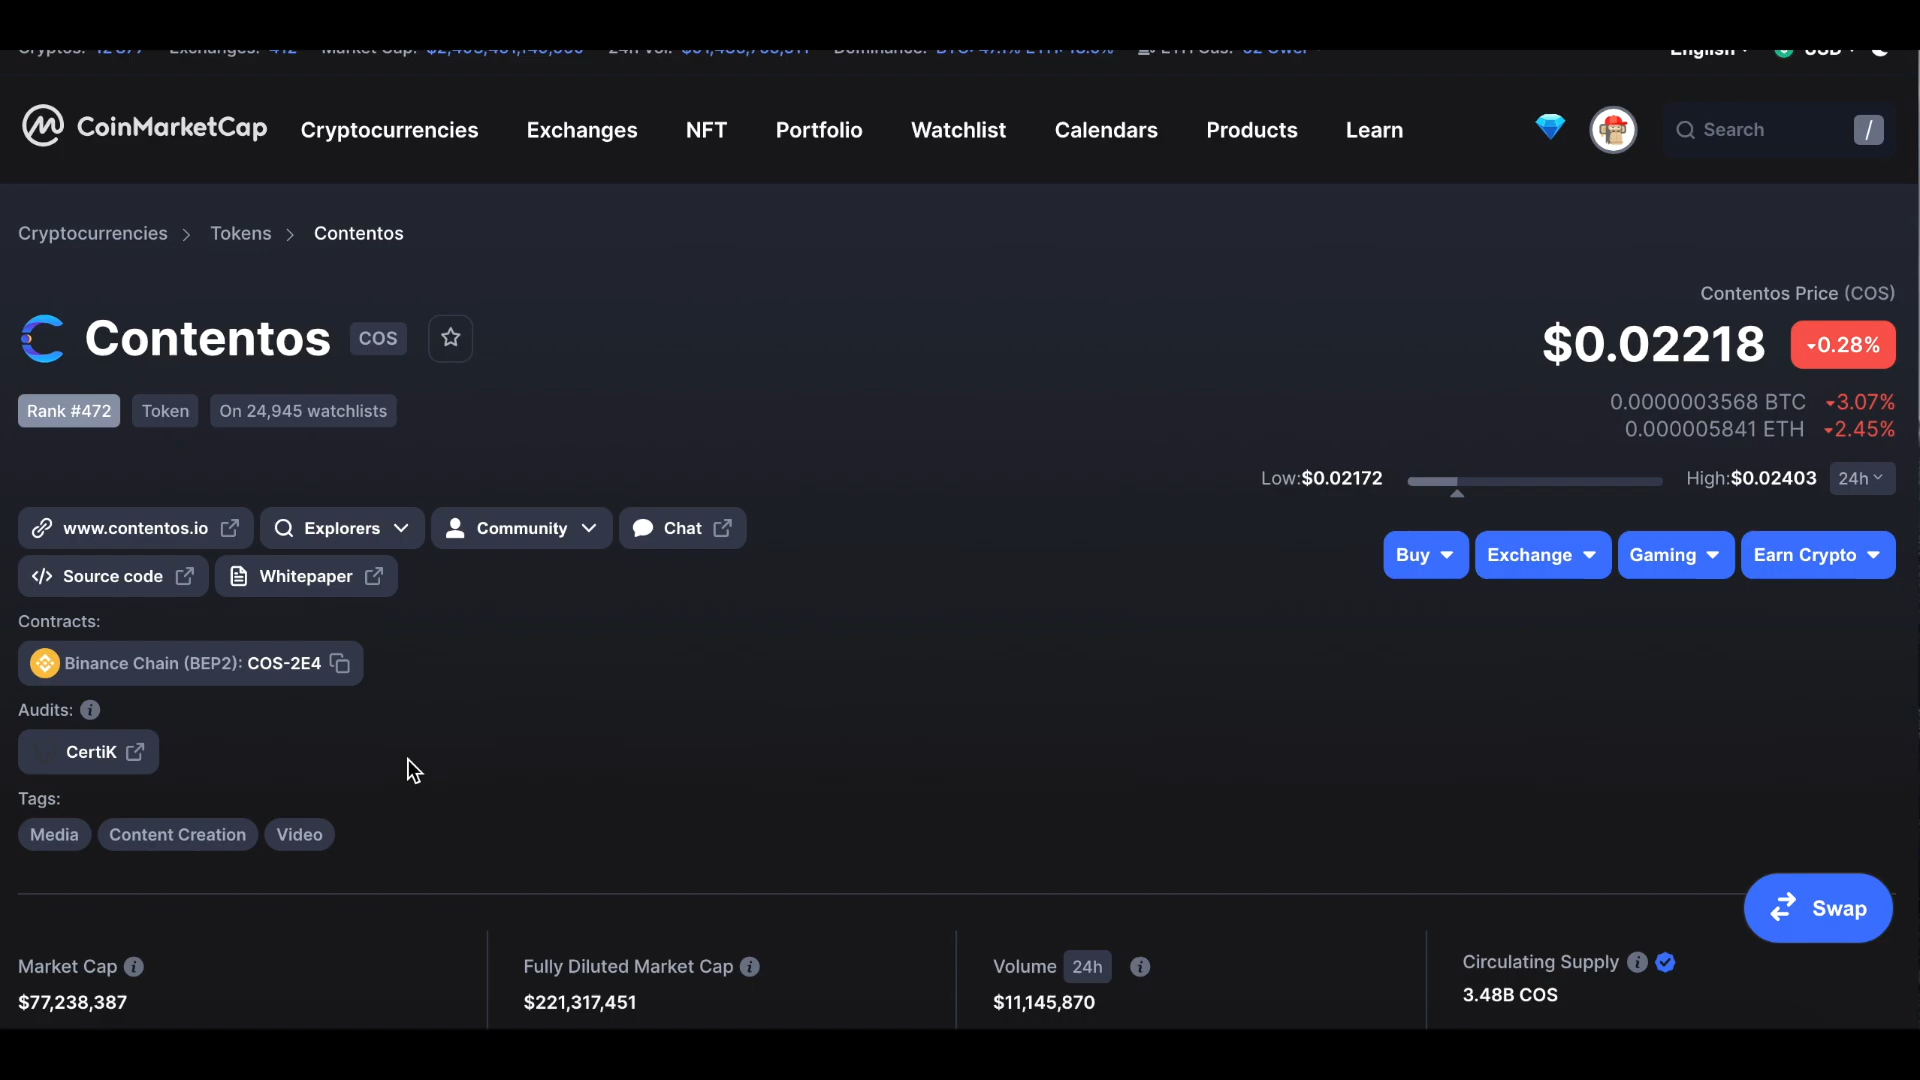 CoinMarketCap Cryptocurrencies Exchanges NFT Portfolio Watchlist Calendars Products Learn Search /
Cryptocurrencies > Tokens > Contentos
Contentos COS
Rank #472 Token On 24,945 watchlists
Contentos Price (COS)
$0.02218 0.28%
0.0000003568 BTC 3.07%
0.000005841 ETH 2.45%
Low:$0.02172 High:$0.02403 24h
www.contentos.io Explorers Community Chat
Source code Whitepaper
Buy Exchange Gaming Earn Crypto
Contracts:
Binance Chain (BEP2): COS-2E4
Audits:
CertiK
Tags:
Media Content Creation Video
Swap
Market Cap
$77,238,387
Fully Diluted Market Cap
$221,317,451
Volume 24h
$11,145,870
Circulating Supply
3.48B COS